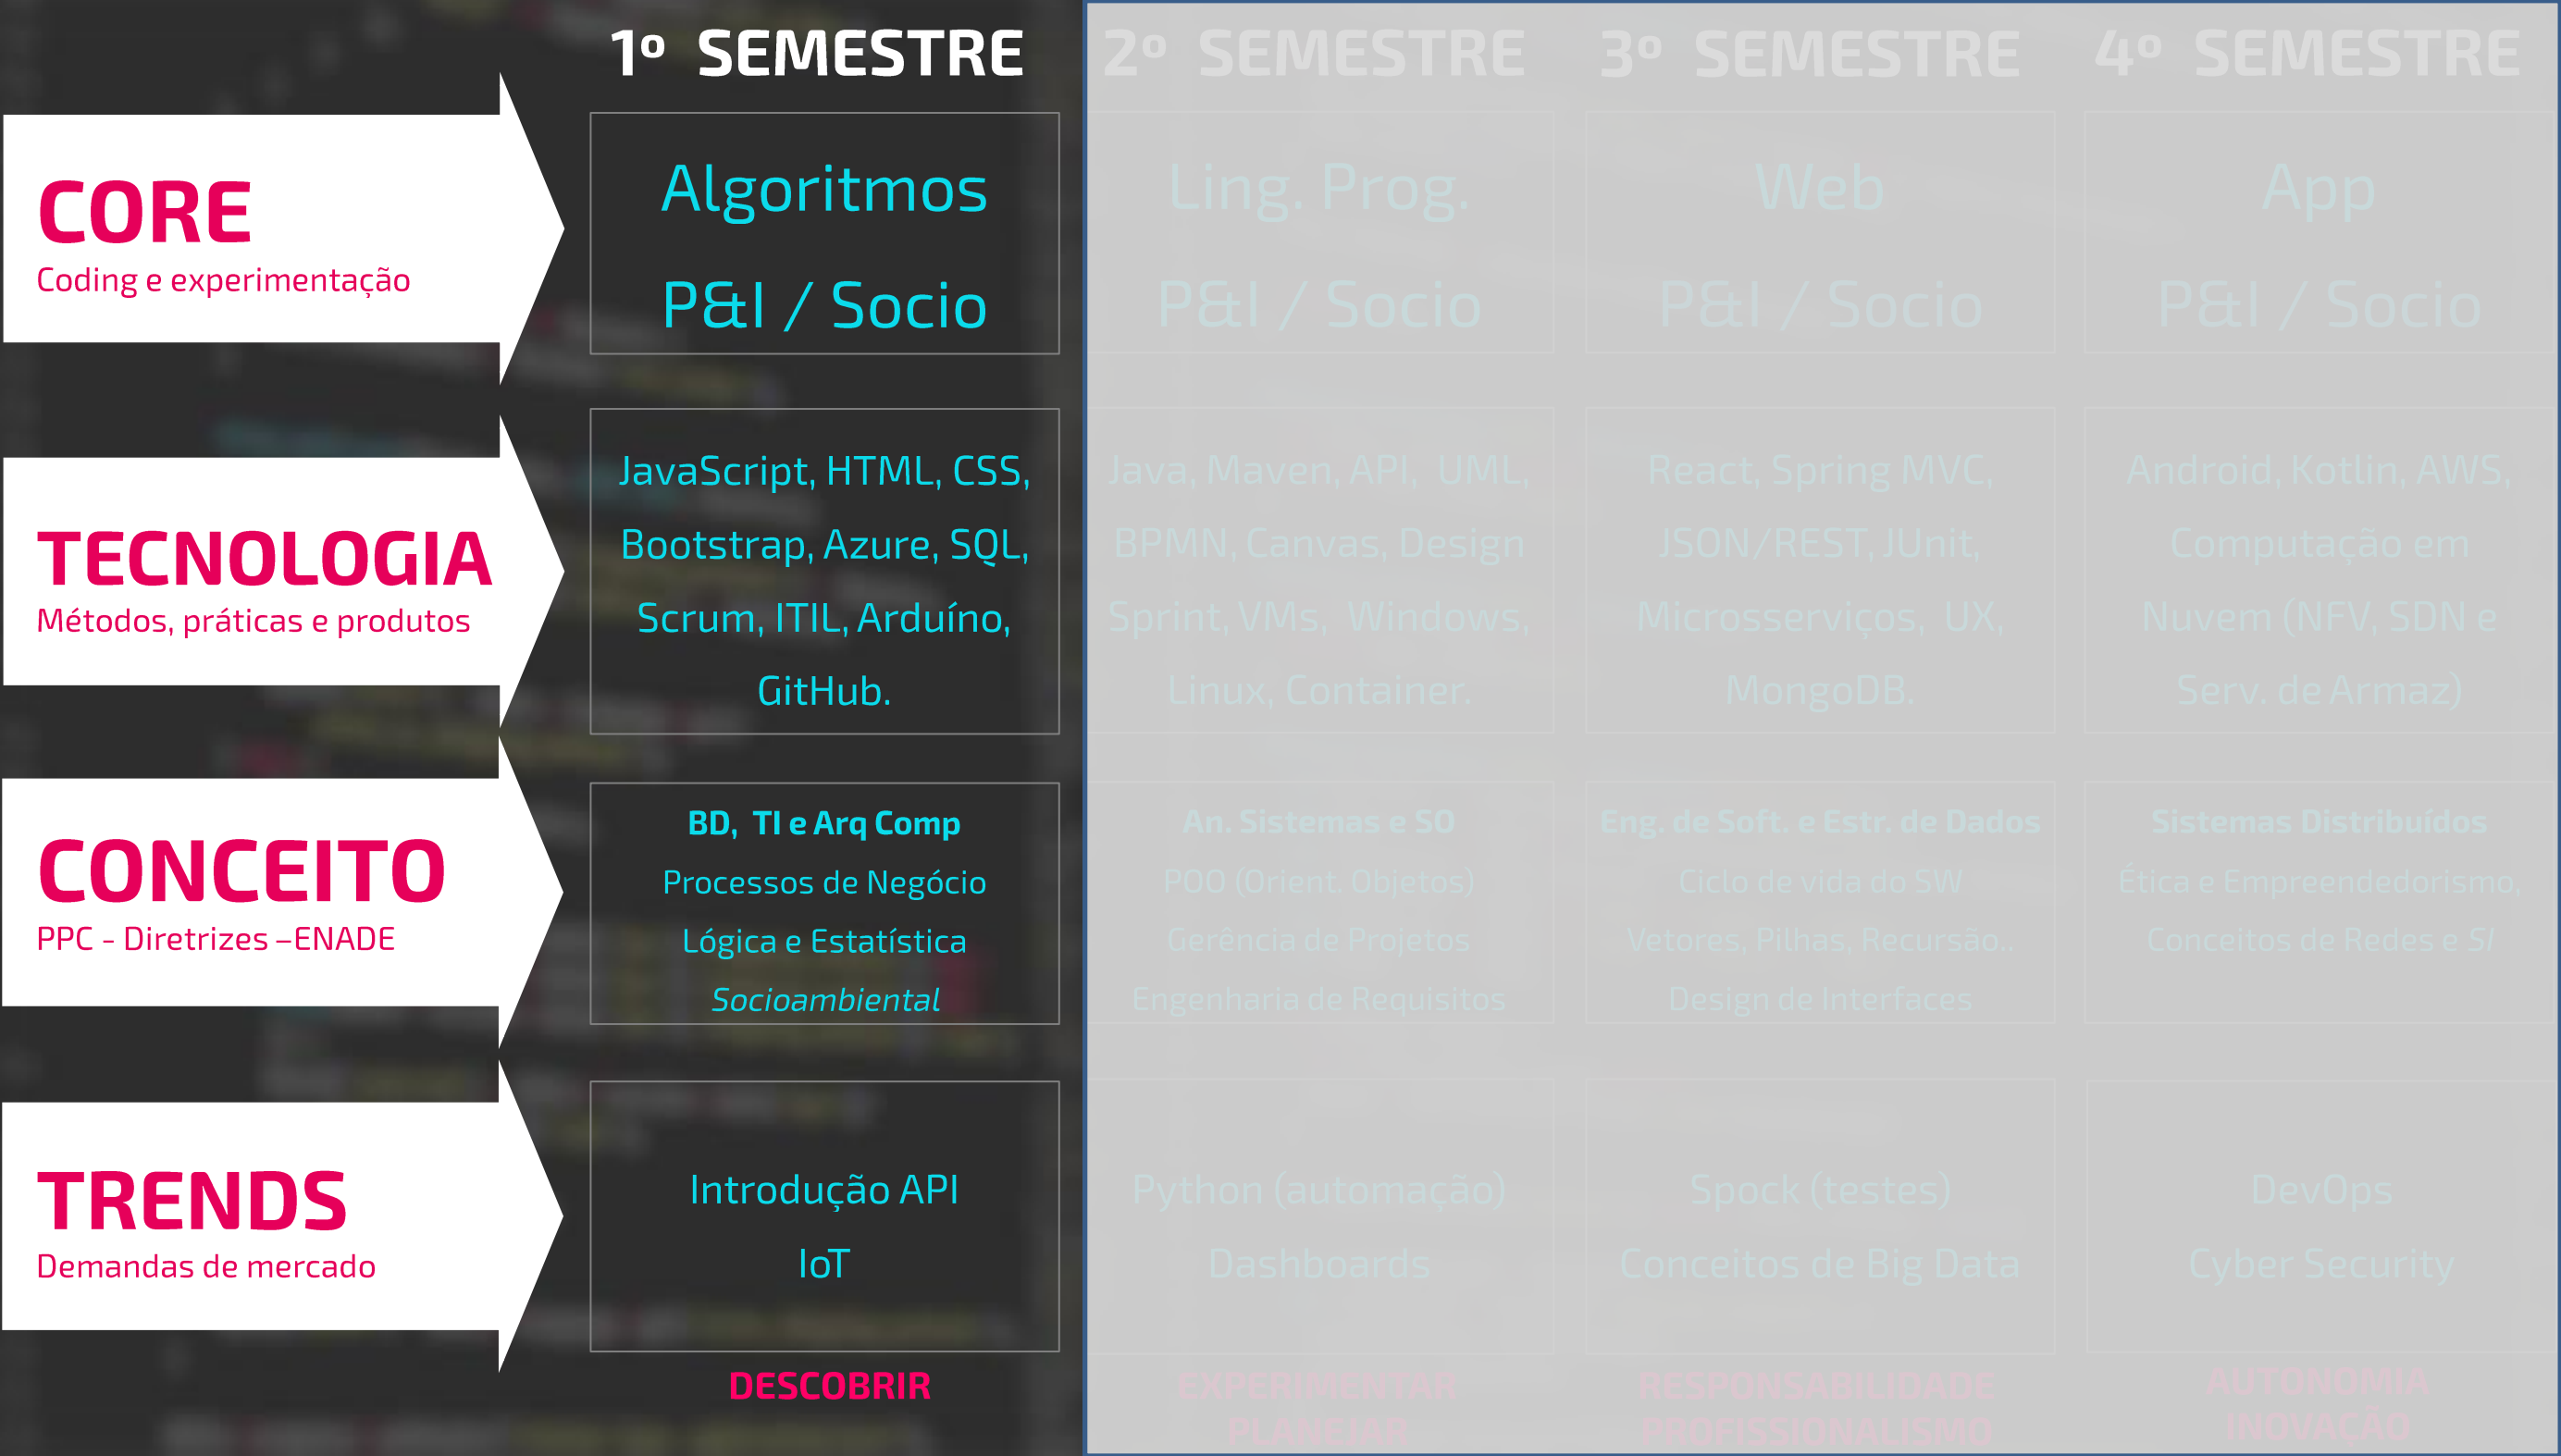 1º SEMESTRE
2º SEMESTRE
3º SEMESTRE
4º SEMESTRE
CORE
Coding e experimentação
Algoritmos
P&I / Socio
Ling. Prog.
P&I / Socio
Web
P&I / Socio
App
P&I / Socio
TECNOLOGIA
Métodos, práticas e produtos
JavaScript, HTML, CSS,
Bootstrap, Azure, SQL,
Scrum, ITIL, Arduíno,
GitHub.
Java, Maven, API, UML,
BPMN, Canvas, Design
Sprint, VMs, Windows,
Linux, Container.
React, Spring MVC,
JSON/REST, JUnit,
Microsserviços, UX,
MongoDB.
Android, Kotlin, AWS,
Computação em
Nuvem (NFV, SDN e
Serv. de Armaz)
CONCEITO
PPC - Diretrizes –ENADE
BD, TI e Arq Comp
Processos de Negócio
Lógica e Estatística
Socioambiental
An. Sistemas e SO
POO (Orient. Objetos)
Gerência de Projetos
Engenharia de Requisitos
Eng. de Soft. e Estr. de Dados
Ciclo de vida do SW
Vetores, Pilhas, Recursão..
Design de Interfaces
Sistemas Distribuídos
Ética e Empreendedorismo,
Conceitos de Redes e SI
TRENDS
Demandas de mercado
Introdução API
IoT
Python (automação)
Dashboards
Spock (testes)
Conceitos de Big Data
DevOps
Cyber Security
DESCOBRIR
EXPERIMENTAR
PLANEJAR
RESPONSABILIDADE
PROFISSIONALISMO
AUTONOMIA
INOVAÇÃO